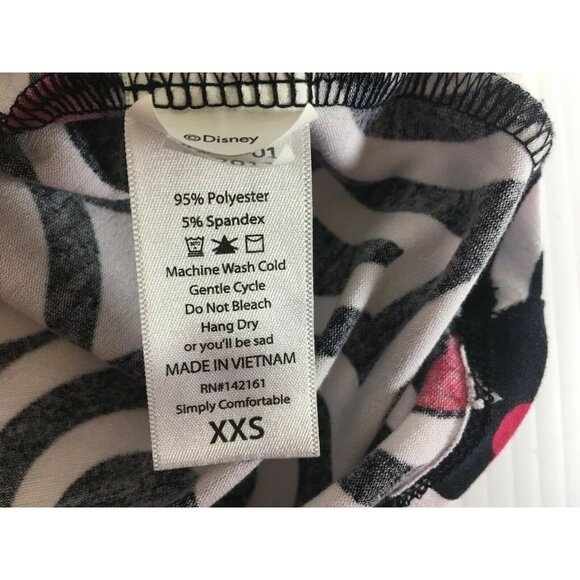 ©Disney
01
95% Polyester
5% Spandex
Machine Wash Cold
Gentle Cycle
Do Not Bleach
Hang Dry
or you'll be sad
MADE IN VIETNAM
RN#142161
Simply Comfortable
XXS